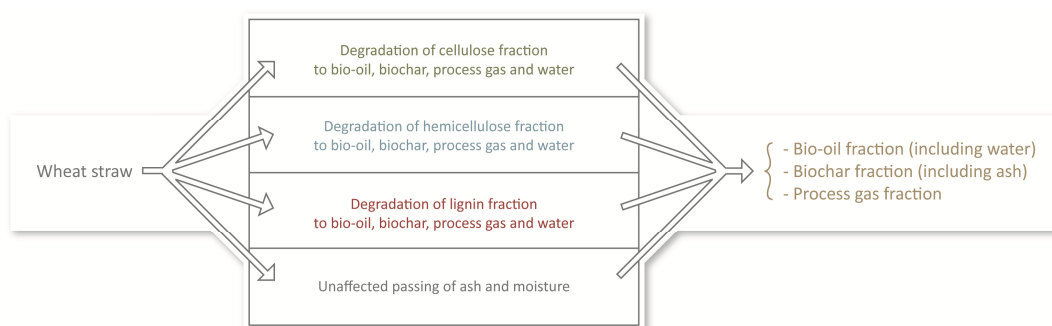 Wheat straw
Degradation of cellulose fraction
to bio-oil, biochar, process gas and water
Degradation of hemicellulose fraction
to bio-oil, biochar, process gas and water
Degradation of lignin fraction
to bio-oil, biochar, process gas and water
Unaffected passing of ash and moisture
- Bio-oil fraction (including water)
- Biochar fraction (including ash)
- Process gas fraction